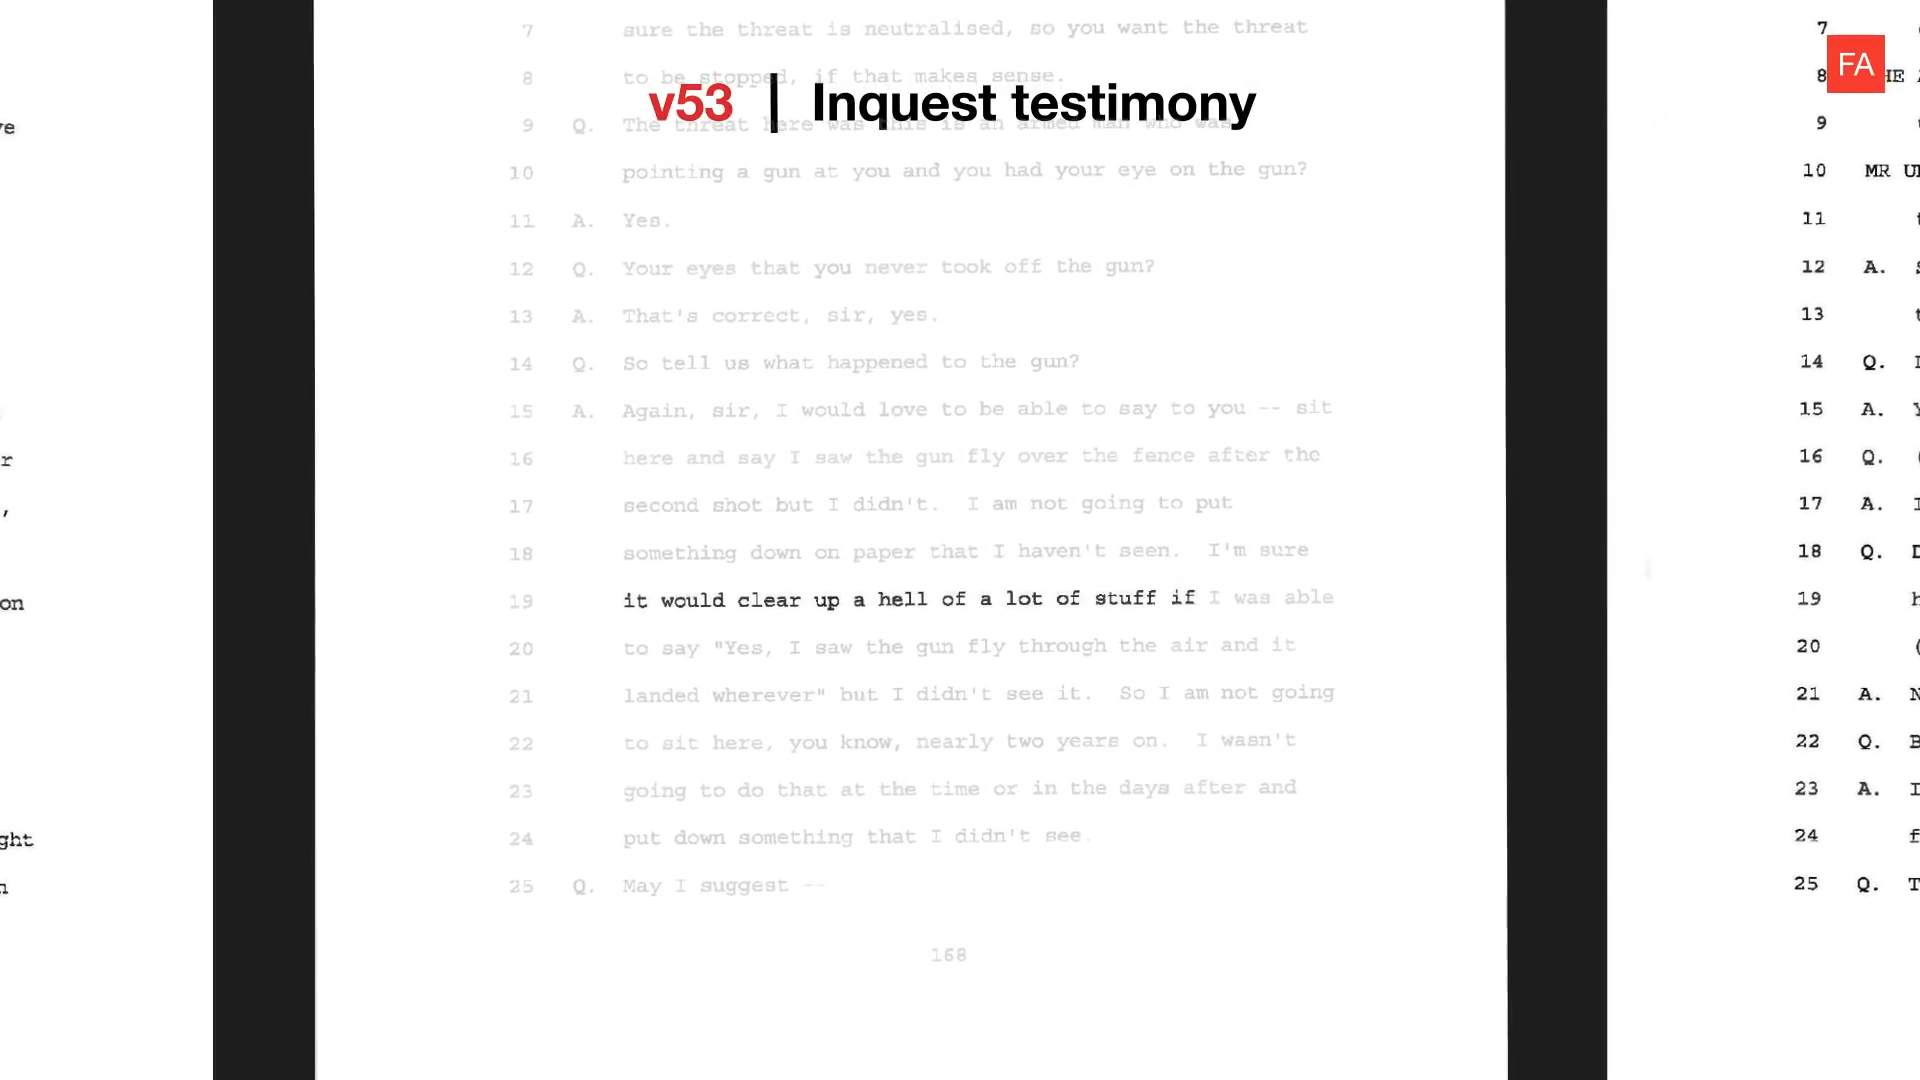 7 sure the threat is neutralised, so you want the threat
8 to be stopped, if that makes sense.
v53 | Inquest testimony
9 Q. The threat here was this is an armed man who was
10 pointing a gun at you and you had your eye on the gun?
11 A. Yes.
12 Q. Your eyes that you never took off the gun?
13 A. That's correct, sir, yes.
14 Q. So tell us what happened to the gun?
15 A. Again, sir, I would love to be able to say to you -- sit
16 here and say I saw the gun fly over the fence after the
17 second shot but I didn't. I am not going to put
18 something down on paper that I haven't seen. I'm sure
19 it would clear up a hell of a lot of stuff if I was able
20 to say "Yes, I saw the gun fly through the air and it
21 landed wherever" but I didn't see it. So I am not going
22 to sit here, you know, nearly two years on. I wasn't
23 going to do that at the time or in the days after and
24 put down something that I didn't see.
25 Q. May I suggest --
168
on
ght
FA
7
8
9
10 MR
11
12 A.
13
14 Q.
15 A.
16 Q.
17 A.
18 Q.
19
20
21 A.
22 Q.
23 A.
24
25 Q.